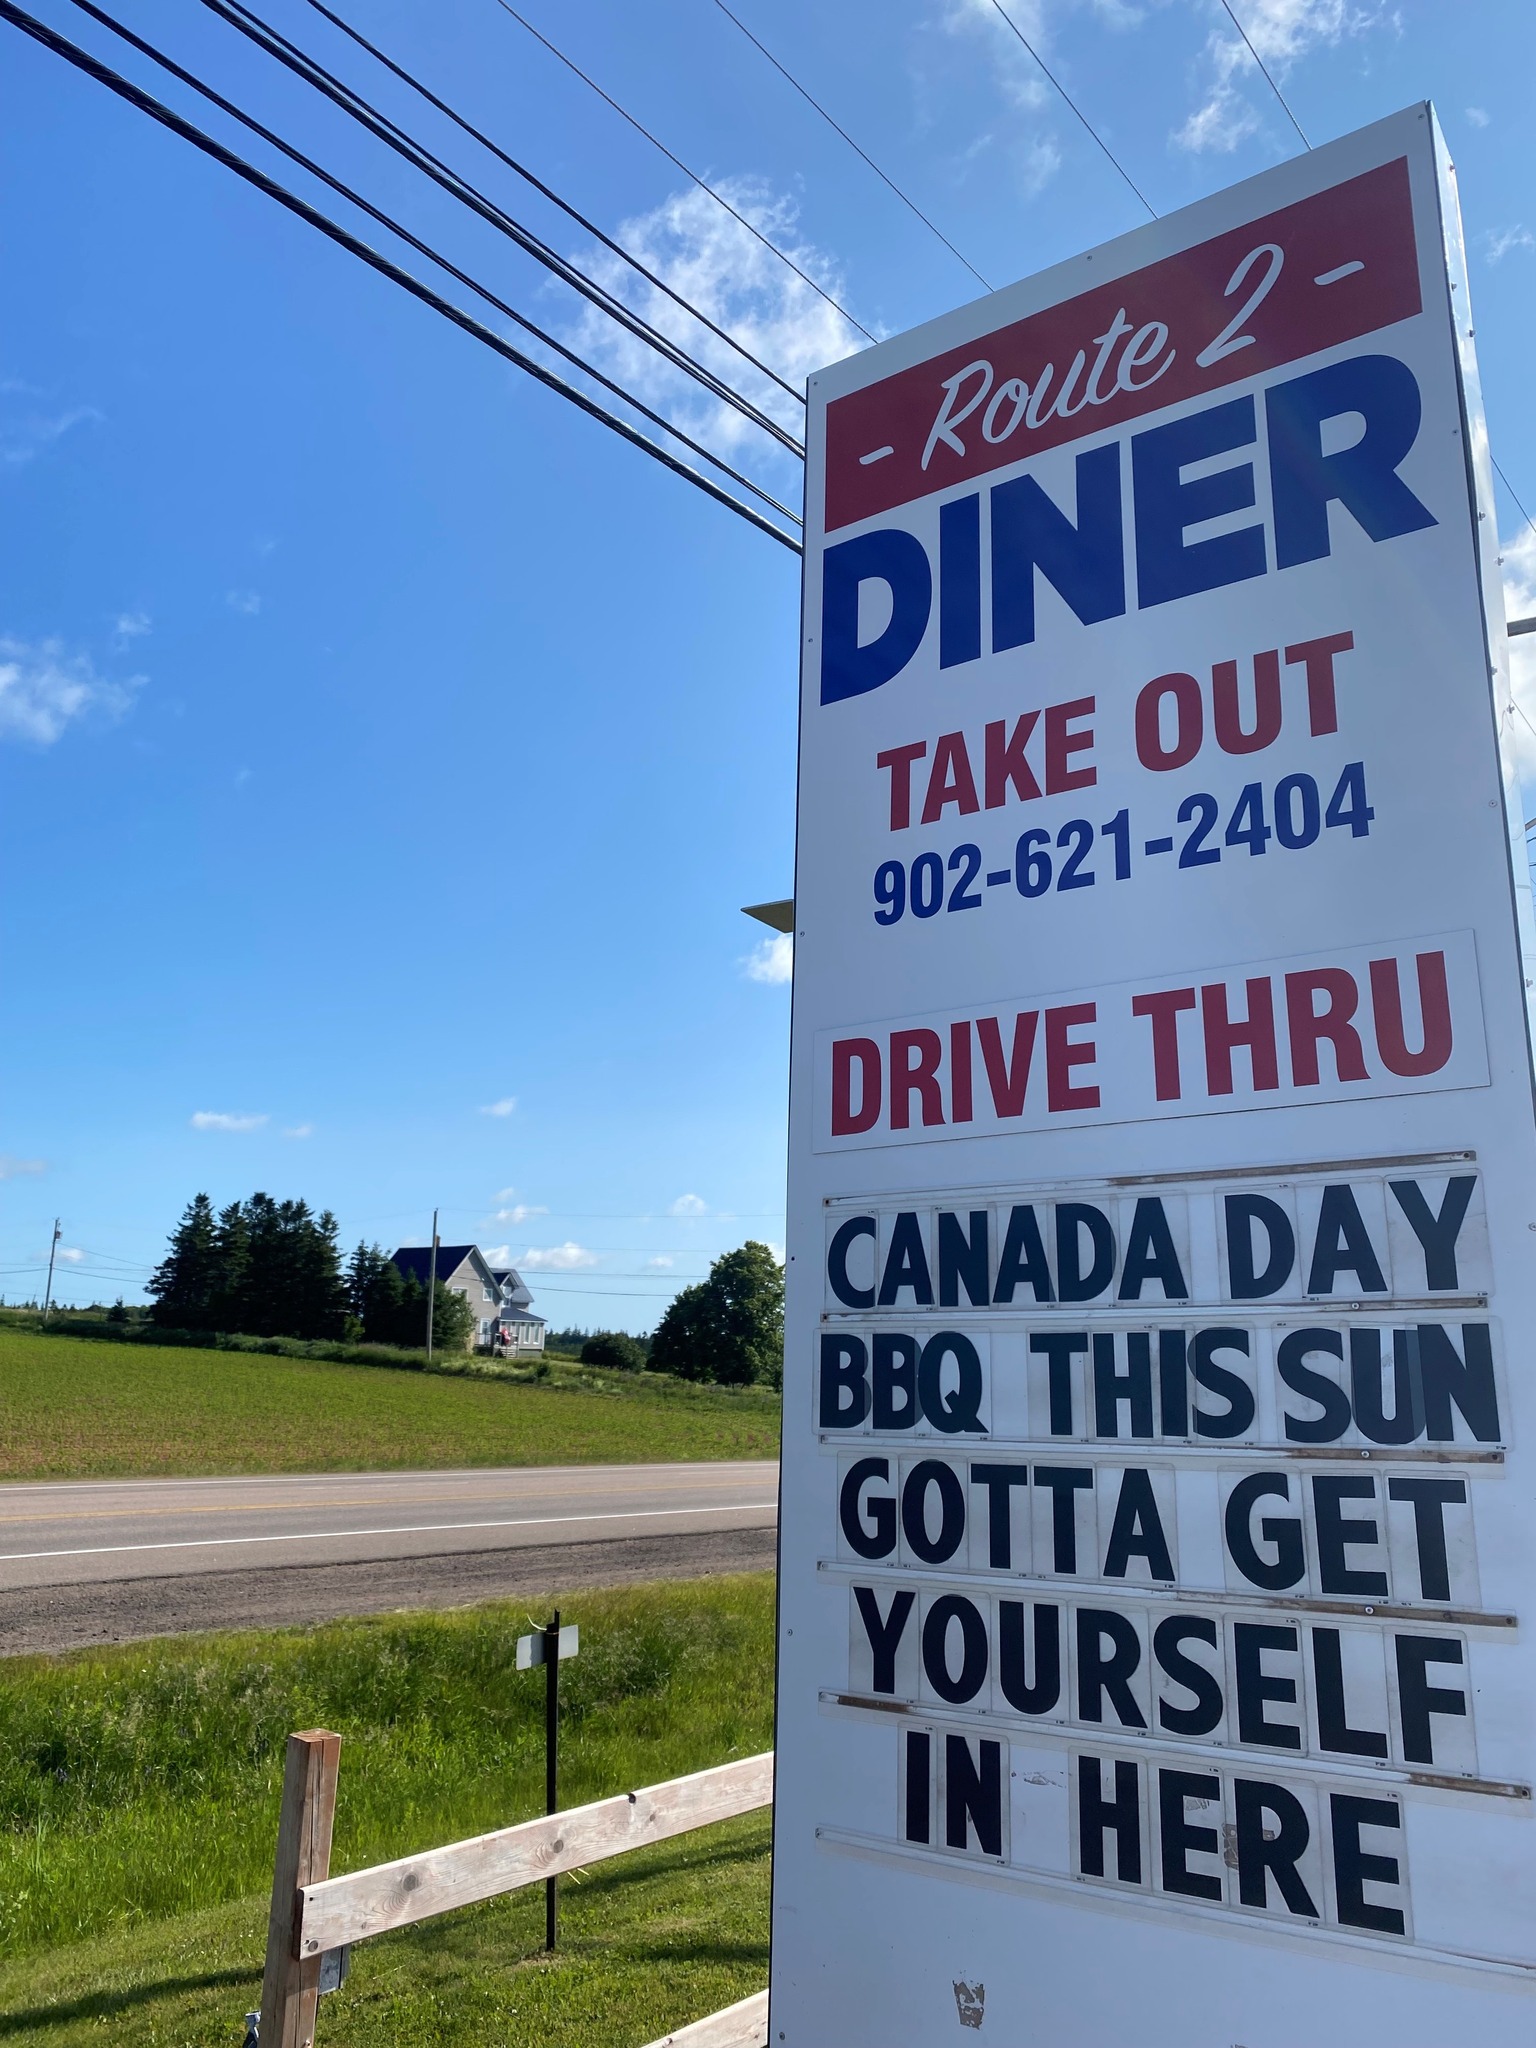 - Route 2 -
DINER
TAKE OUT
902-621-2404
DRIVE THRU
CANADA DAY
BBQ THIS SUN
GOTTA GET
YOURSELF
IN HERE